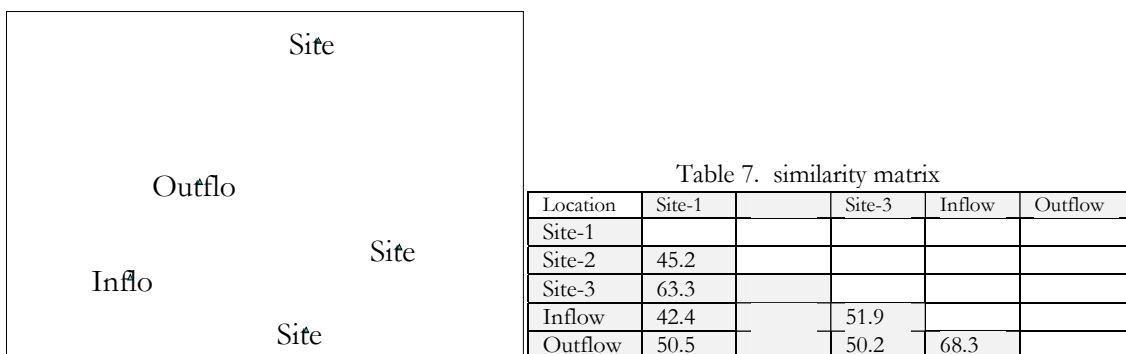 Site
Outflo
Site
Inflo
Site
Table 7. similarity matrix
Location Site-1 Site-3 Inflow Outflow
Site-1
Site-2 45.2
Site-3 63.3
Inflow 42.4 51.9
Outflow 50.5 50.2 68.3